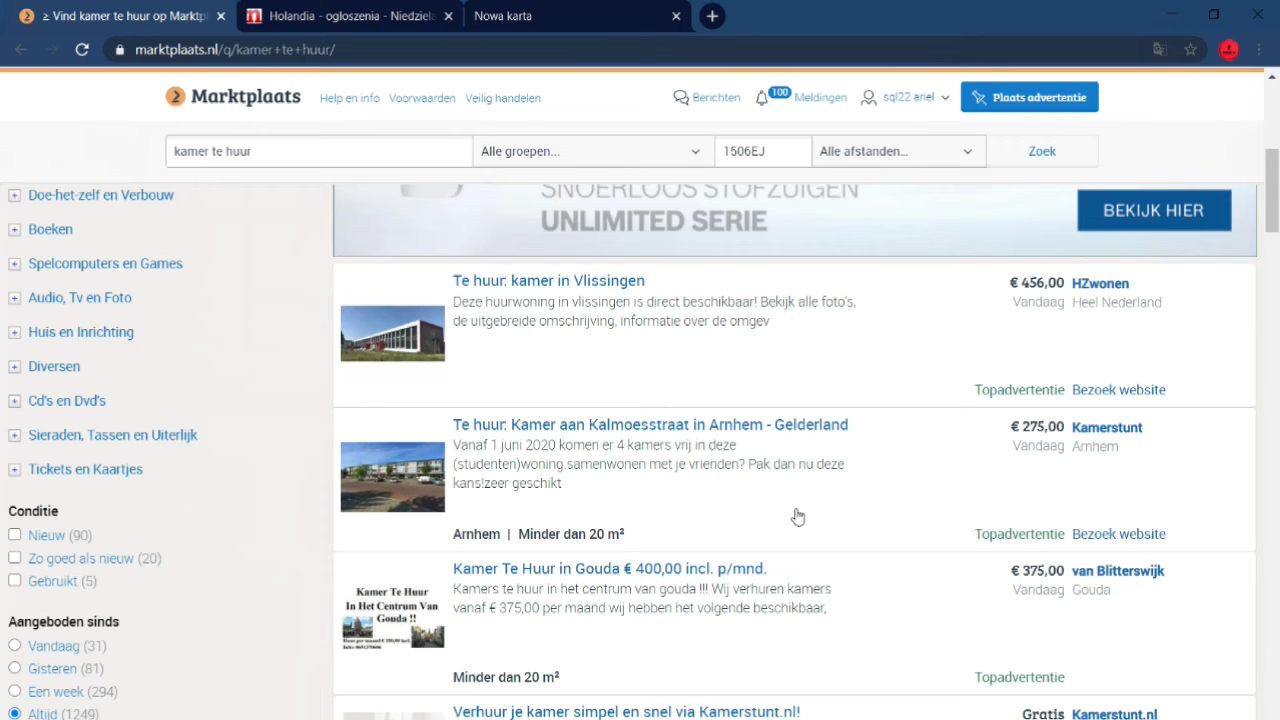 ≥ Vind kamer te huur op Marktpl
Holandia - ogloszenia - Niedziela
Nowa karta
marktplaats.nl/q/kamer+te+huur/
Marktplaats
Help en info
Voorwaarden
Veilig handelen
Berichten
100
Meldingen
sql22 ariel
Plaats advertentie
kamer te huur
Alle groepen...
1506EJ
Alle afstanden...
Zoek
Doe-het-zelf en Verbouw
Boeken
Spelcomputers en Games
Audio, Tv en Foto
Huis en Inrichting
Diversen
Cd's en Dvd's
Sieraden, Tassen en Uiterlijk
Tickets en Kaartjes
Conditie
Nieuw (90)
Zo goed als nieuw (20)
Gebruikt (5)
Aangeboden sinds
Vandaag (31)
Gisteren (81)
Een week (294)
Altijd (1249)
SNOERLOOS STOFZUIGEN
UNLIMITED SERIE
BEKIJK HIER
Te huur: kamer in Vlissingen
Deze huurwoning in vlissingen is direct beschikbaar! Bekijk alle foto's,
de uitgebreide omschrijving, informatie over de omgev
€ 456,00
HZwonen
Vandaag
Heel Nederland
Topadvertentie
Bezoek website
Te huur: Kamer aan Kalmoesstraat in Arnhem - Gelderland
Vanaf 1 juni 2020 komen er 4 kamers vrij in deze
(studenten)woning.samenwonen met je vrienden? Pak dan nu deze
kans!zeer geschikt
Arnhem | Minder dan 20 m²
€ 275,00
Kamerstunt
Vandaag
Arnhem
Topadvertentie
Bezoek website
Kamer Te Huur in Gouda € 400,00 incl. p/mnd.
Kamers te huur in het centrum van gouda !!! Wij verhuren kamers
vanaf € 375,00 per maand wij hebben het volgende beschikbaar,
Kamer Te Huur
In Het Centrum Van
Gouda !!
Minder dan 20 m²
€ 375,00
van Blitterswijk
Vandaag
Gouda
Topadvertentie
Verhuur je kamer simpel en snel via Kamerstunt.nl!
Gratis
Kamerstunt.nl